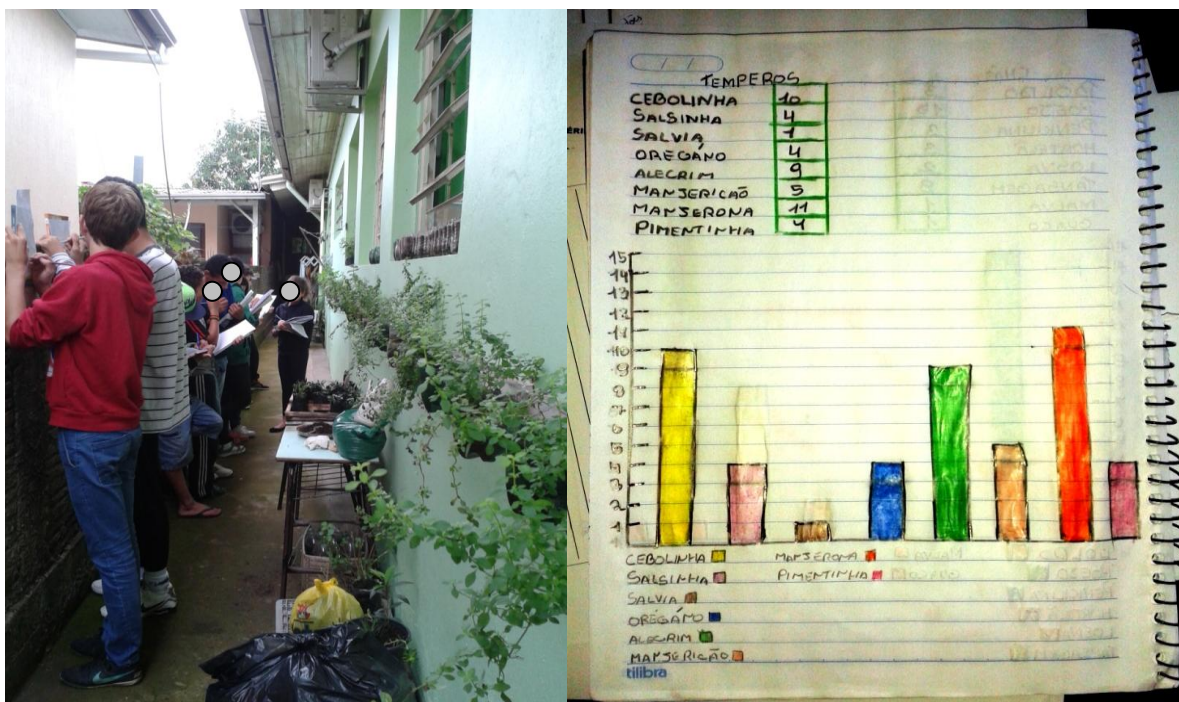 TEMPEROS
CEBOLINHA 10
SALSINHA 4
SALVIA 1
OREGÁNO 4
ALECRIM 9
MANJERICÃO 5
MANJERONA 11
PIMENTINHA 4
15
14
13
12
11
10
9
8
7
6
5
4
3
2
1
CEBOLINHA MANJERONA
SALSINHA PIMENTINHA
SALVIA
OREGÁNO
ALECRIM
MANJERICÃO
tilibra